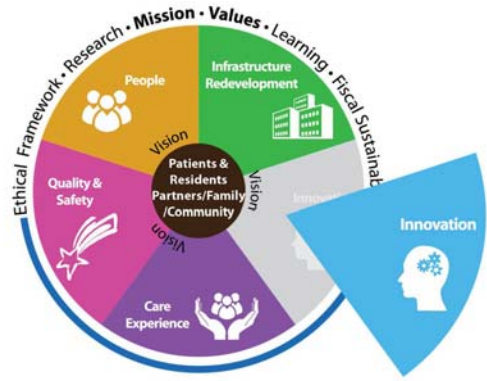 Ethical Framework • Research • Mission • Values • Learning • Fiscal
People
Infrastructure
Redevelopment
Vision
Patients &
Residents
Partners/Family
/Community
Vision
Vision
Quality &
Safety
Innovation
Care
Experience